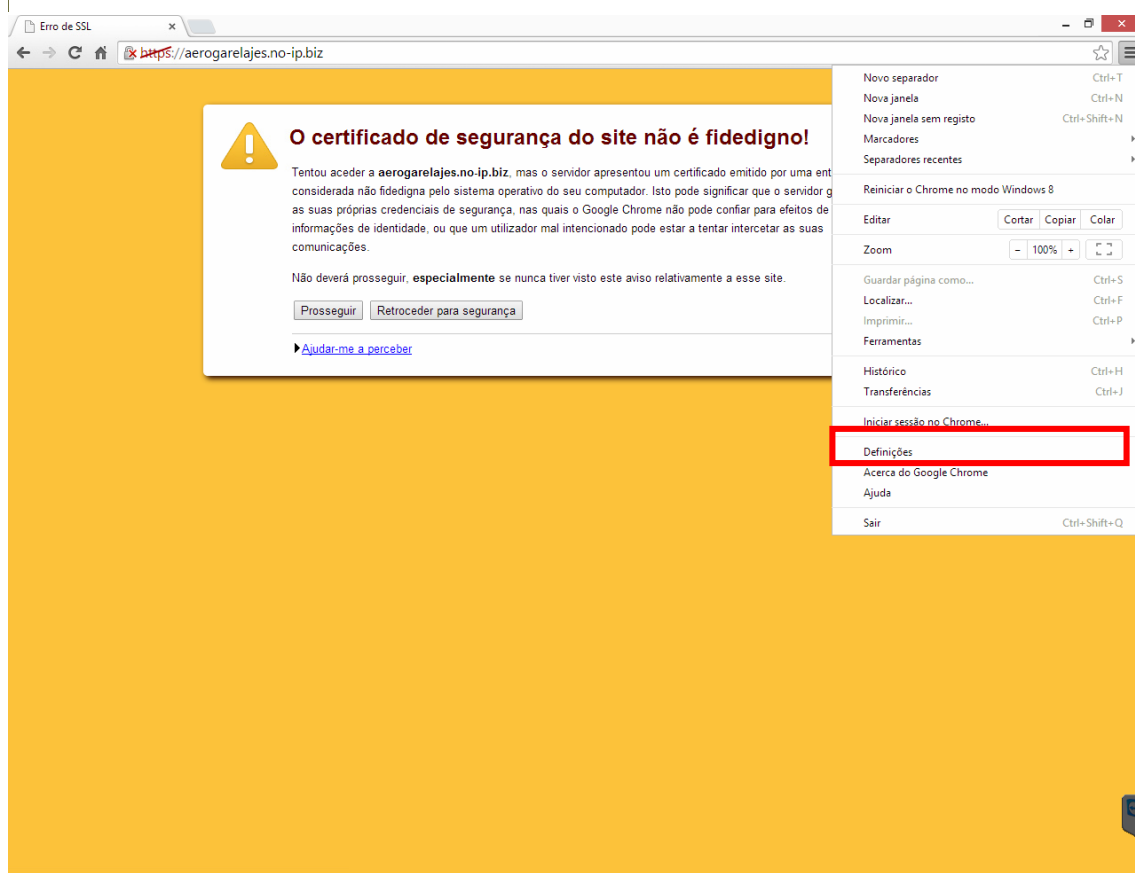 Erro de SSL
https://aerogarelajes.no-ip.biz
O certificado de segurança do site não é fidedigno!
Tentou aceder a aerogarelajes.no-ip.biz, mas o servidor apresentou um certificado emitido por uma ent
considerada não fidedigna pelo sistema operativo do seu computador. Isto pode significar que o servidor g
as suas próprias credenciais de segurança, nas quais o Google Chrome não pode confiar para efeitos de
informações de identidade, ou que um utilizador mal intencionado pode estar a tentar intercetar as suas
comunicações.
Não deverá prosseguir, especialmente se nunca tiver visto este aviso relativamente a esse site.
Prosseguir Retroceder para segurança
Ajudar-me a perceber
Novo separador Ctrl+T
Nova janela Ctrl+N
Nova janela sem registo Ctrl+Shift+N
Marcadores
Separadores recentes
Reiniciar o Chrome no modo Windows 8
Editar Cortar Copiar Colar
Zoom - 100% +
Guardar página como... Ctrl+S
Localizar... Ctrl+F
Imprimir... Ctrl+P
Ferramentas
Histórico Ctrl+H
Transferências Ctrl+J
Iniciar sessão no Chrome...
Definições
Acerca do Google Chrome
Ajuda
Sair Ctrl+Shift+Q